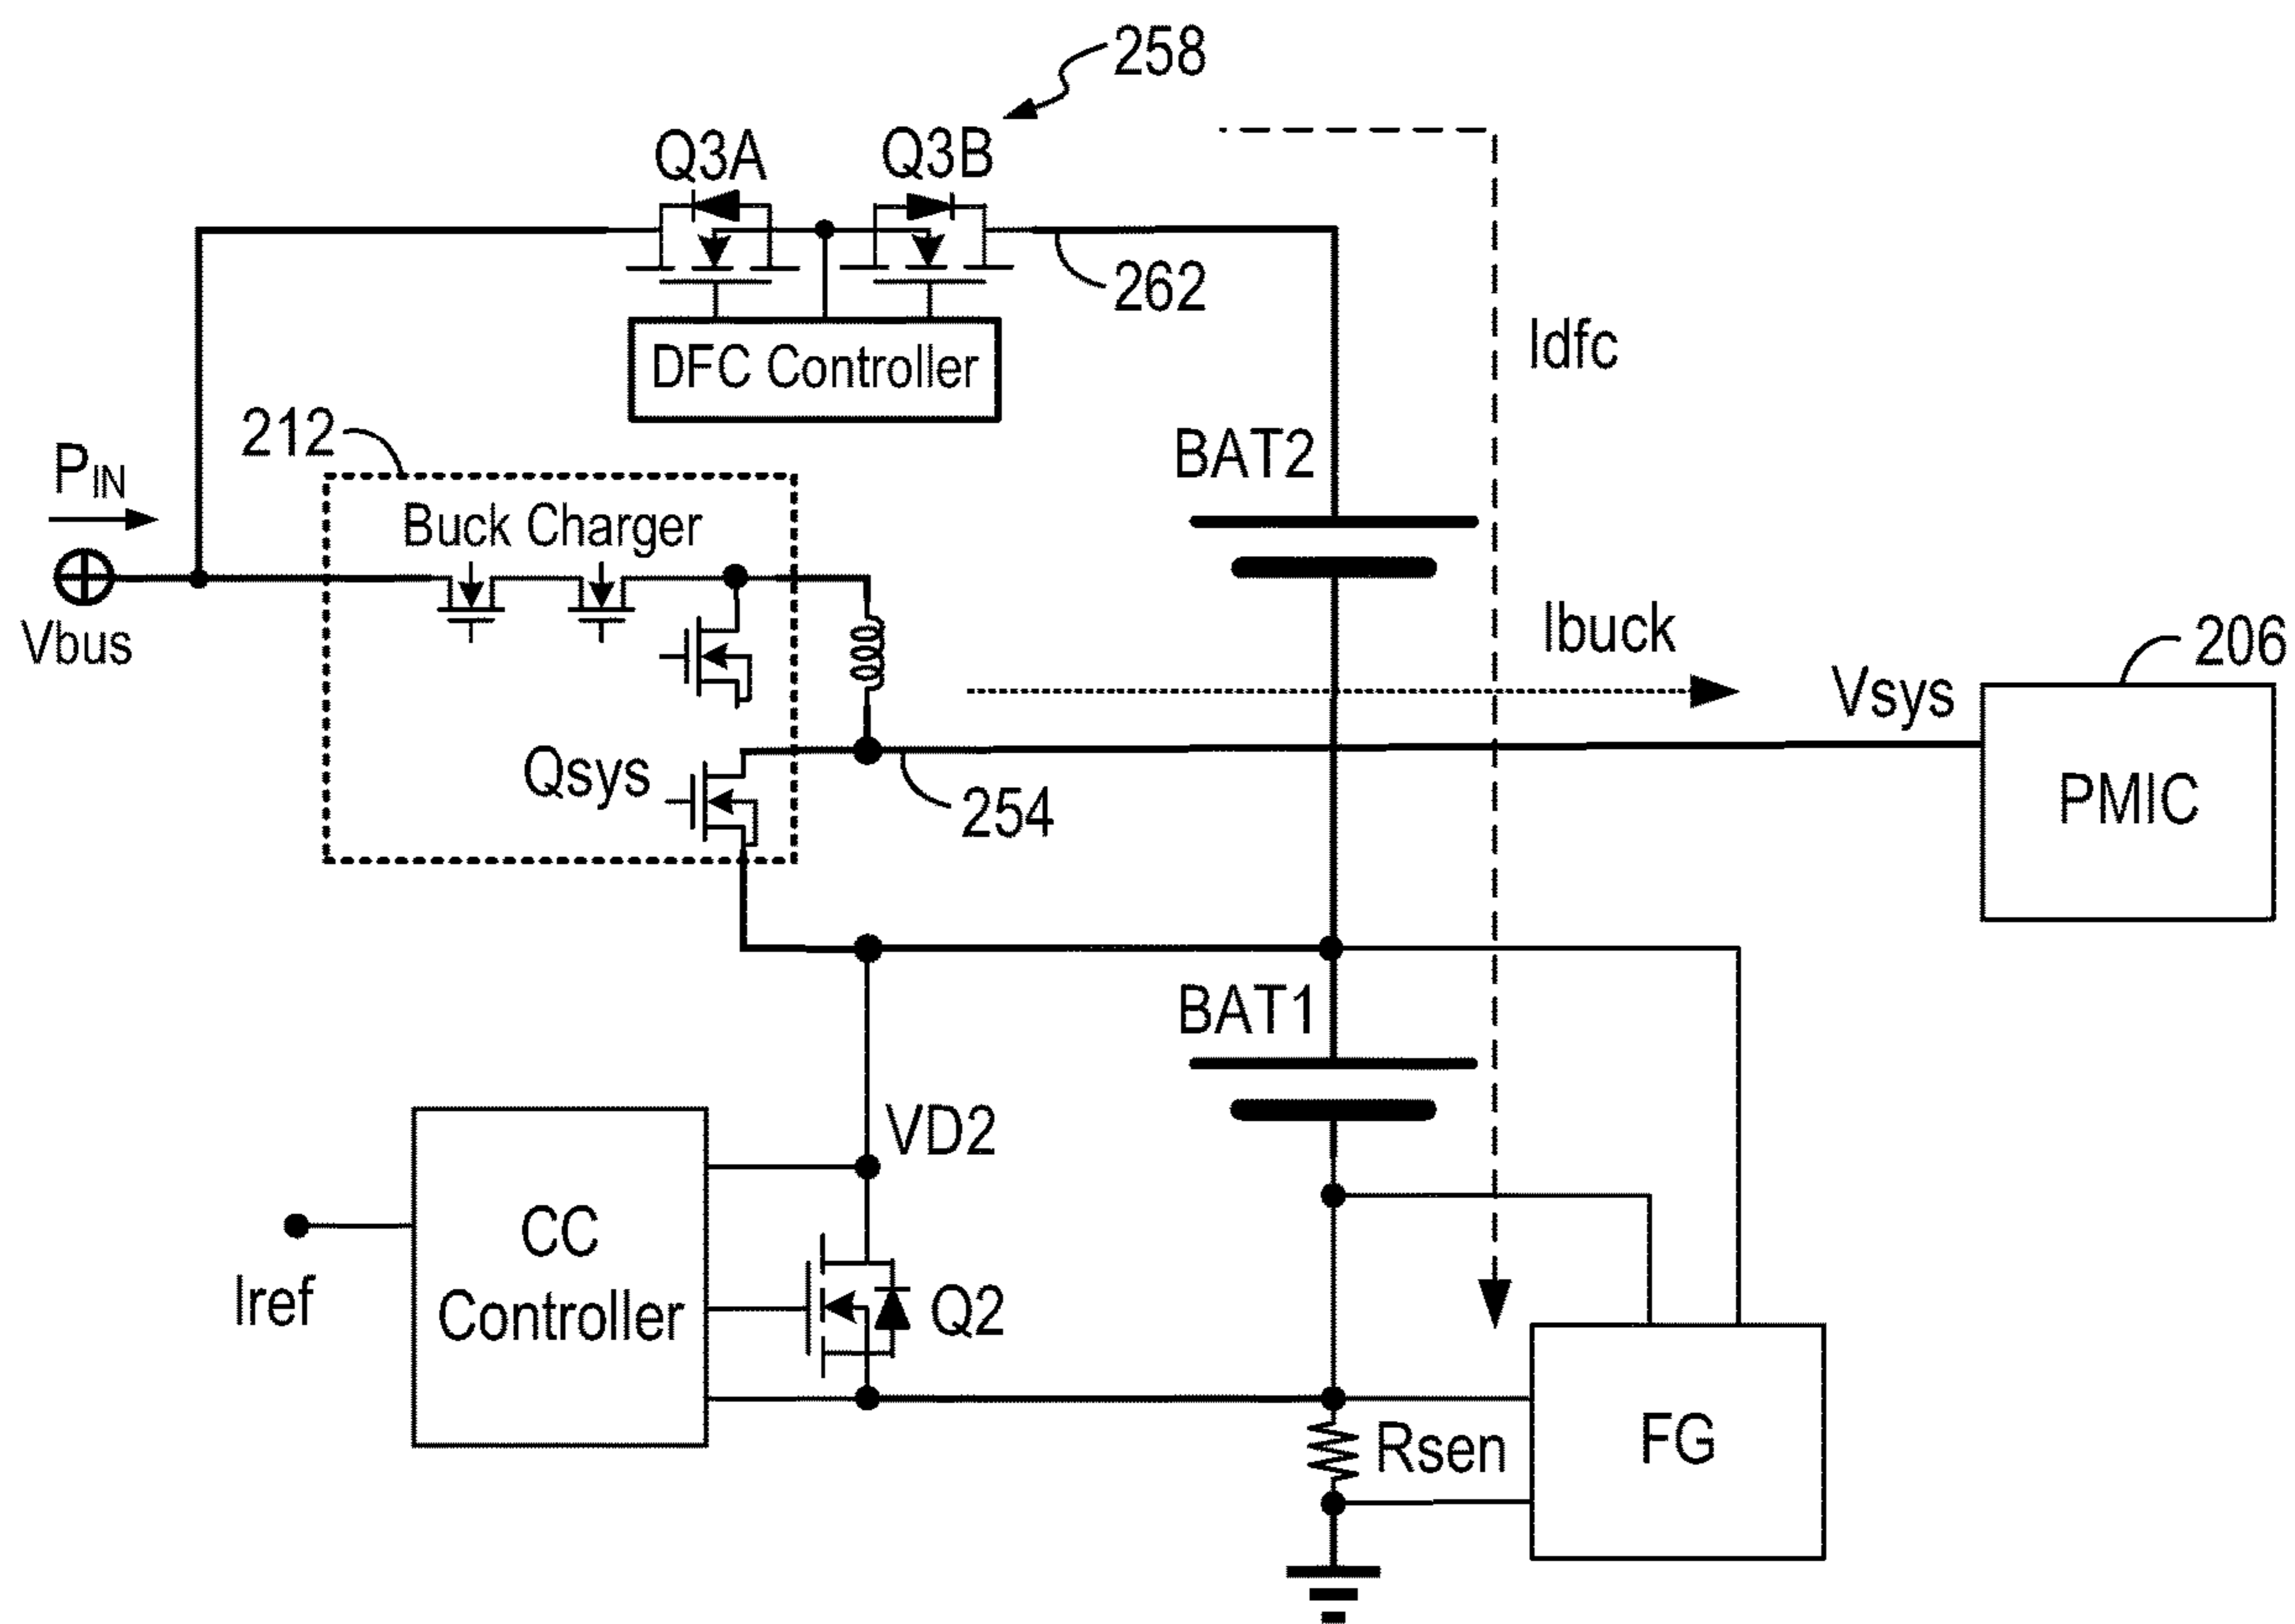 258
Q3A
Q3B
262
DFC Controller
Idfc
212
BAT2
PIN
Buck Charger
Vbus
Ibuck
206
Vsys
Qsys
254
PMIC
BAT1
VD2
CC
Controller
Iref
Q2
Rsen
FG